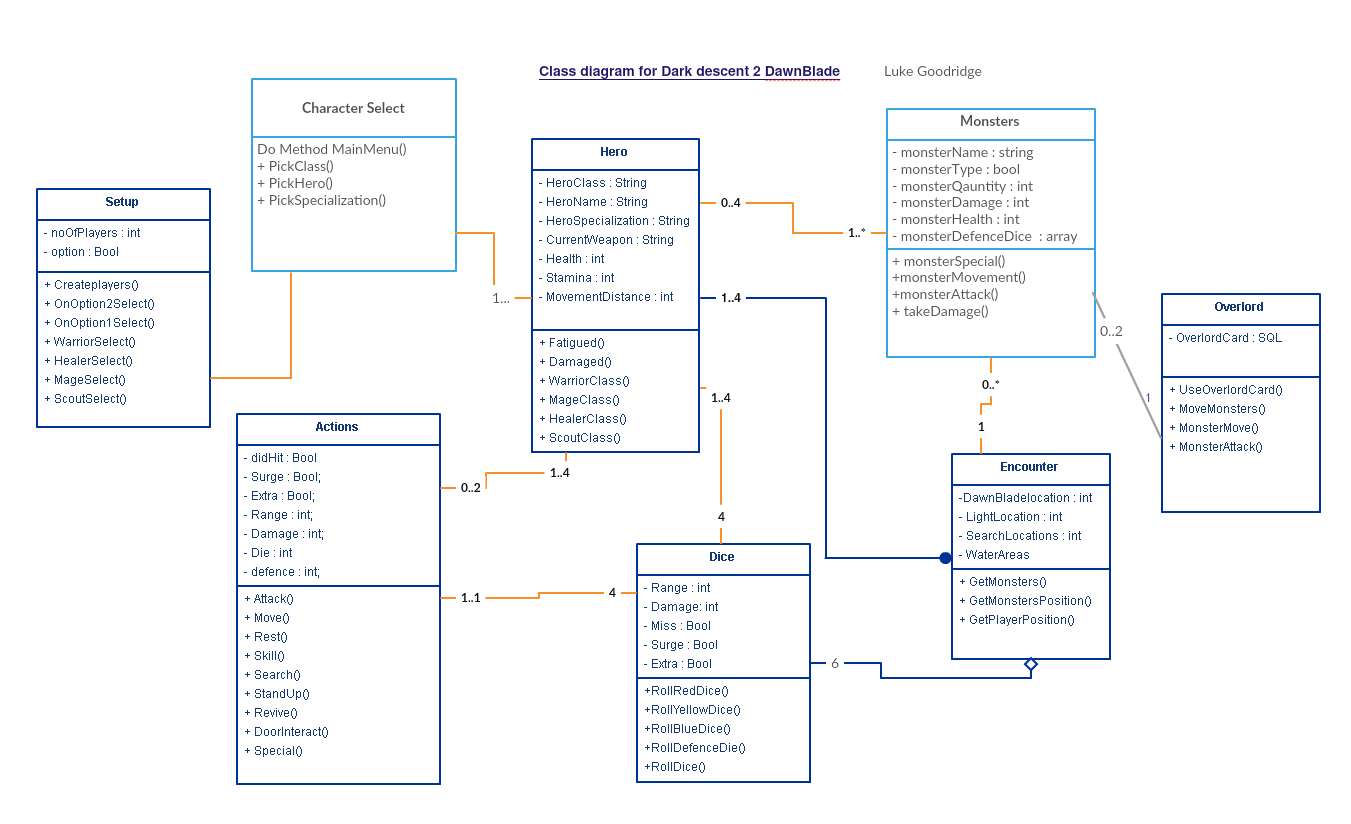 Class diagram for Dark descent 2 DawnBlade
Luke Goodridge
Character Select
Do Method MainMenu()
+ PickClass()
+ PickHero()
+ PickSpecialization()
Setup
- noOfPlayers : int
- option : Bool
+ Createplayers()
+ OnOption2Select()
+ OnOption1Select()
+ WarriorSelect()
+ HealerSelect()
+ MageSelect()
+ ScoutSelect()
Hero
- HeroClass : String
- HeroName : String
- HeroSpecialization : String
- CurrentWeapon : String
- Health : int
- Stamina : int
- MovementDistance : int
+ Fatigued()
+ Damaged()
+ WarriorClass()
+ MageClass()
+ HealerClass()
+ ScoutClass()
1...
0..4
1..*
1..4
Monsters
- monsterName : string
- monsterType : bool
- monsterQauntity : int
- monsterDamage : int
- monsterHealth : int
- monsterDefenceDice : array
+ monsterSpecial()
+monsterMovement()
+monsterAttack()
+ takeDamage()
0..2
1
Overlord
- OverlordCard : SQL
+ UseOverlordCard()
+ MoveMonsters()
+ MonsterMove()
+ MonsterAttack()
0..*
1
1..4
4
1..4
0..2
Actions
- didHit : Bool
- Surge : Bool;
- Extra : Bool;
- Range : int;
- Damage : int;
- Die : int
- defence : int;
+ Attack()
+ Move()
+ Rest()
+ Skill()
+ Search()
+ StandUp()
+ Revive()
+ DoorInteract()
+ Special()
1..1
4
Dice
- Range : int
- Damage: int
- Miss : Bool
- Surge : Bool
- Extra : Bool
+RollRedDice()
+RollYellowDice()
+RollBlueDice()
+RollDefenceDie()
+RollDice()
6
Encounter
-DawnBladelocation : int
- LightLocation : int
- SearchLocations : int
- WaterAreas
+ GetMonsters()
+ GetMonstersPosition()
+ GetPlayerPosition()